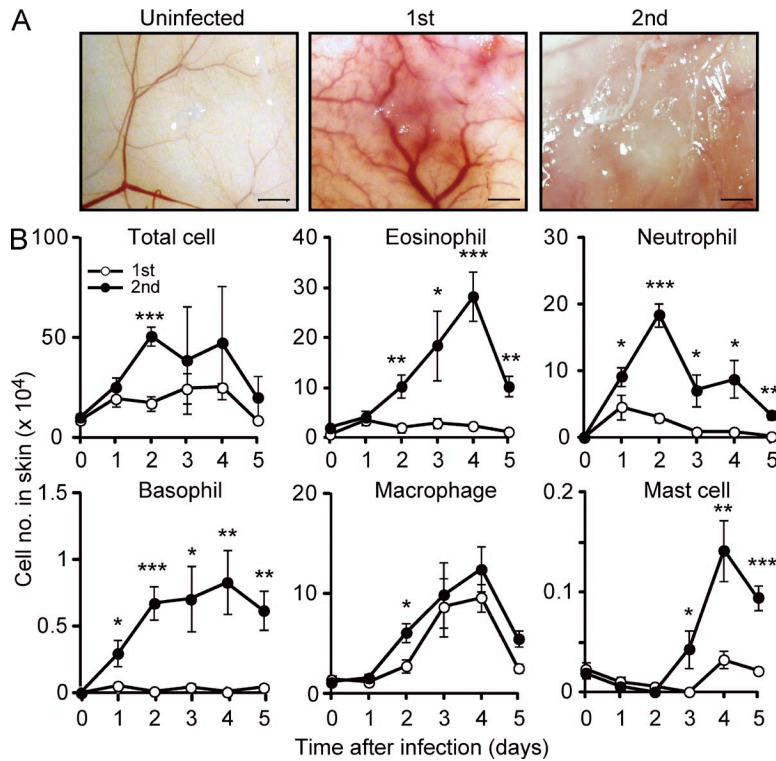 A
Uninfected 1st 2nd
B
Total cell Eosinophil Neutrophil
100 50 0
40 30 20 10 0
30 20 10 0
1st
2nd
***
** * *** **
* *** * * **
0 1 2 3 4 5
0 1 2 3 4 5
0 1 2 3 4 5
Cell no. in skin (x 10⁴)
Basophil Macrophage Mast cell
1.5 1 0.5 0
20 10 0
0.2 0.1 0
* *** * ** **
*
* ** ***
0 1 2 3 4 5
0 1 2 3 4 5
0 1 2 3 4 5
Time after infection (days)